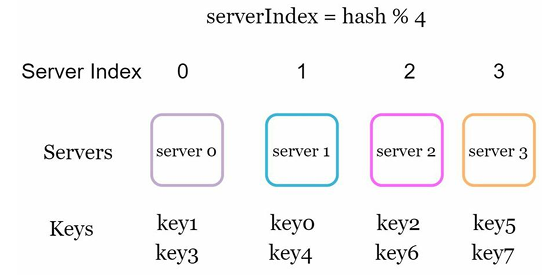 serverIndex = hash % 4
Server Index 0 1 2 3
Servers server 0 server 1 server 2 server 3
Keys key1 key0 key2 key5
key3 key4 key6 key7